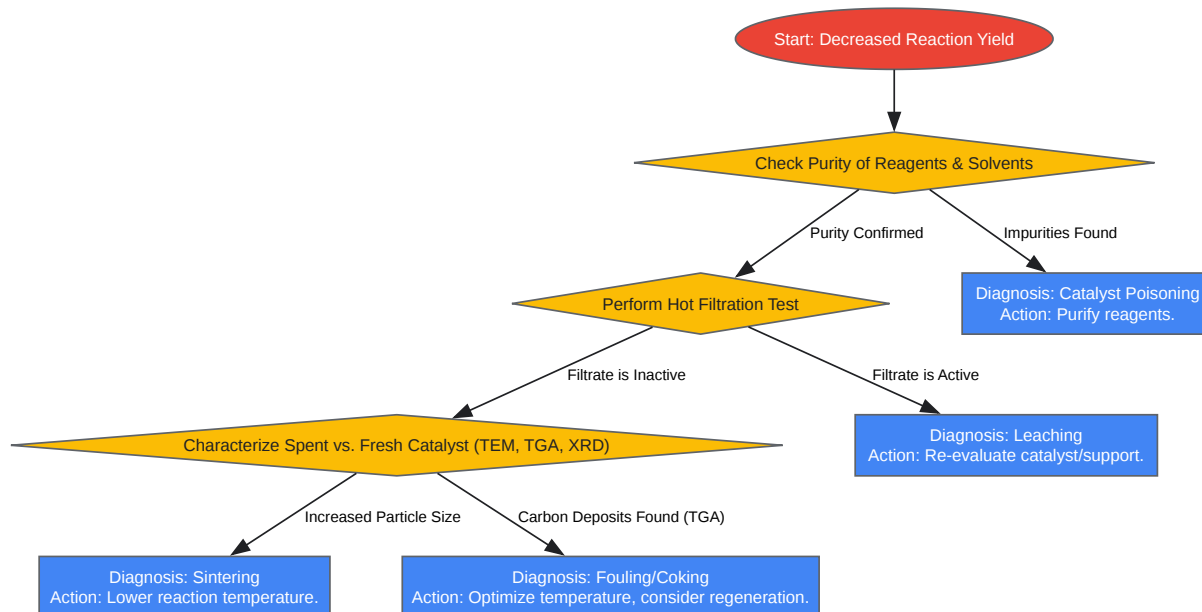 Start: Decreased Reaction Yield
Check Purity of Reagents & Solvents
Purity Confirmed
Impurities Found
Perform Hot Filtration Test
Diagnosis: Catalyst Poisoning
Action: Purify reagents.
Filtrate is Inactive
Filtrate is Active
Characterize Spent vs. Fresh Catalyst (TEM, TGA, XRD)
Diagnosis: Leaching
Action: Re-evaluate catalyst/support.
Increased Particle Size
Carbon Deposits Found (TGA)
Diagnosis: Sintering
Action: Lower reaction temperature.
Diagnosis: Fouling/Coking
Action: Optimize temperature, consider regeneration.